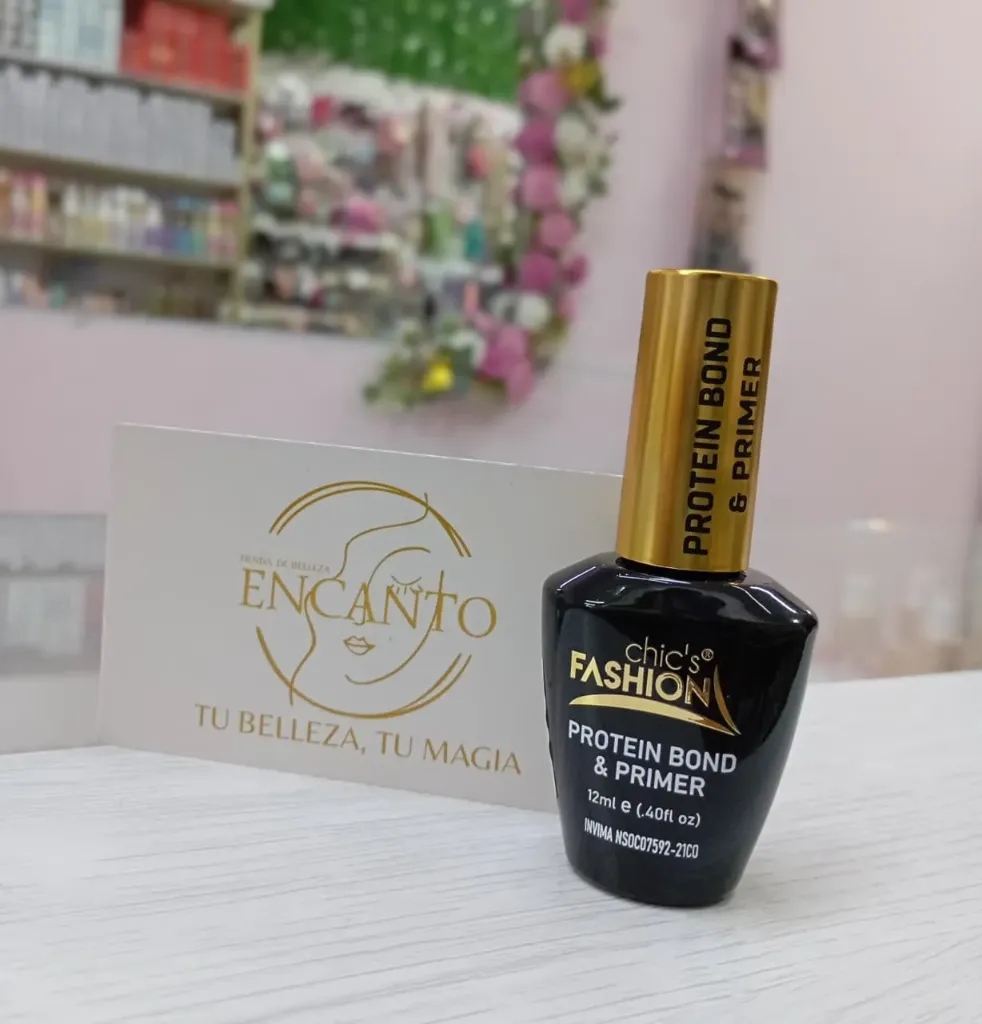 TIENDA DE BELLEZA
ENCANTO
TU BELLEZA, TU MAGIA
PROTEIN BOND
& PRIMER
chic's®
FASHION
PROTEIN BOND
& PRIMER
12ml e (.40fl oz)
INVIMA NSOC07592-21CO